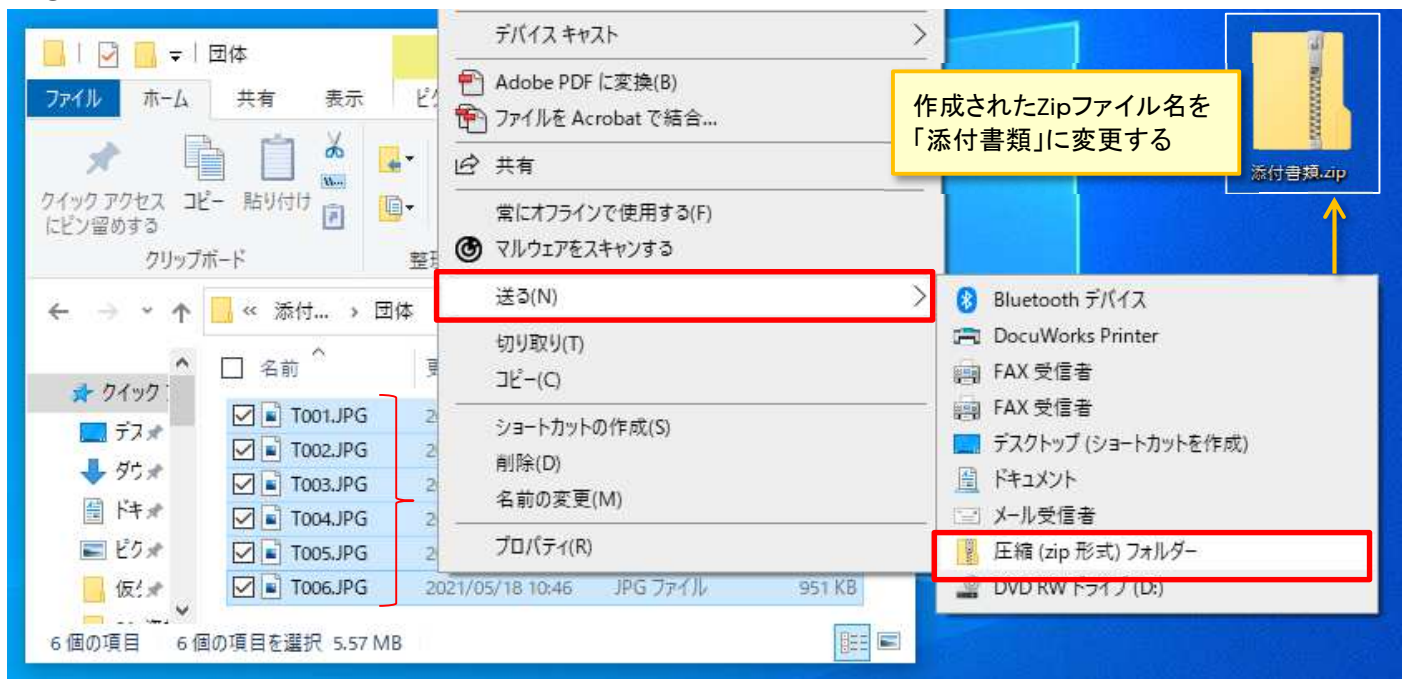 団体
ファイル ホーム 共有 表示
クイック アクセス
にピン留めする
コピー 貼り付け
クリップボード
« 添付... › 団体
名前
クイック
デス
ダウ
ドキ
ピク
T001.JPG
T002.JPG
T003.JPG
T004.JPG
T005.JPG
T006.JPG 2021/05/18 10:46 JPG ファイル 951 KB
6 個の項目 6 個の項目を選択 5.57 MB
デバイス キャスト
Adobe PDF に変換(B)
ファイルを Acrobat で結合...
共有
常にオフラインで使用する(F)
マルウェアをスキャンする
送る(N)
切り取り(T)
コピー(C)
ショートカットの作成(S)
削除(D)
名前の変更(M)
プロパティ(R)
作成されたZipファイル名を
「添付書類」に変更する
添付書類.zip
Bluetooth デバイス
DocuWorks Printer
FAX 受信者
FAX 受信者
デスクトップ (ショートカットを作成)
ドキュメント
メール受信者
圧縮 (zip 形式) フォルダー
DVD RW ドライブ (D:)